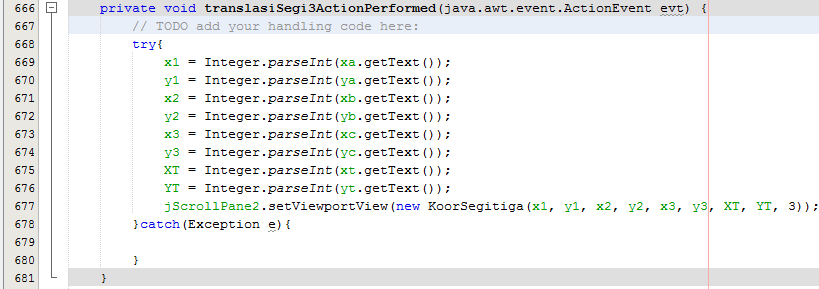 666 private void translasiSegi3ActionPerformed(java.awt.event.ActionEvent evt) {
667 // TODO add your handling code here:
668 try{
669 x1 = Integer.parseInt(xa.getText());
670 y1 = Integer.parseInt(ya.getText());
671 x2 = Integer.parseInt(xb.getText());
672 y2 = Integer.parseInt(yb.getText());
673 x3 = Integer.parseInt(xc.getText());
674 y3 = Integer.parseInt(yc.getText());
675 XT = Integer.parseInt(xt.getText());
676 YT = Integer.parseInt(yt.getText());
677 jScrollPane2.setViewportView(new KoorSegitiga(x1, y1, x2, y2, x3, y3, XT, YT, 3));
678 }catch(Exception e){
679
680 }
681 }